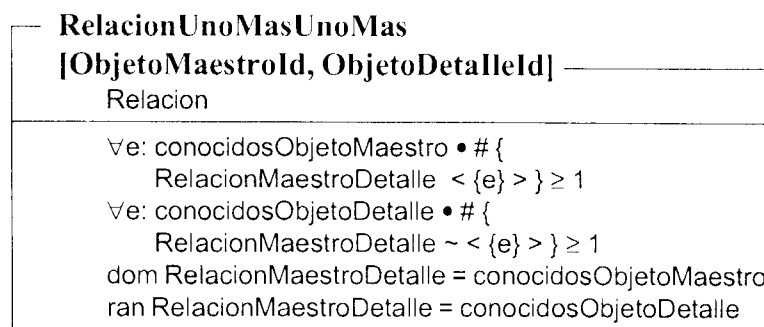 RelacionUnoMasUnoMas
[ObjetoMaestroId, ObjetoDetalleId]
Relacion
∀e: conocidosObjetoMaestro • # {
RelacionMaestroDetalle < {e} > } ≥ 1
∀e: conocidosObjetoDetalle • # {
RelacionMaestroDetalle ~ < {e} > } ≥ 1
dom RelacionMaestroDetalle = conocidosObjetoMaestro
ran RelacionMaestroDetalle = conocidosObjetoDetalle